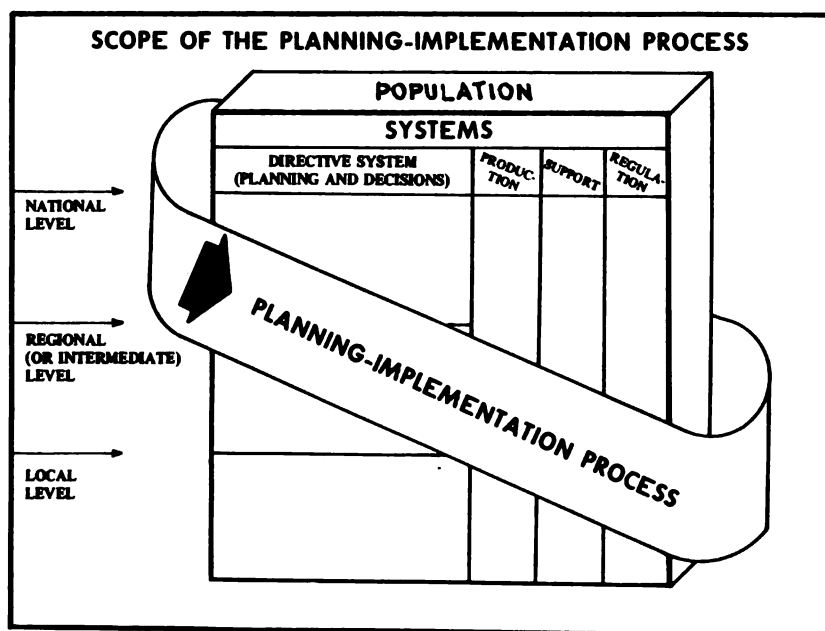 SCOPE OF THE PLANNING-IMPLEMENTATION PROCESS
POPULATION
SYSTEMS
DIRECTIVE SYSTEM
(PLANNING AND DECISIONS)
PRODUC-
TION
SUPPORT
REGULA-
TION
NATIONAL
LEVEL
REGIONAL
(OR INTERMEDIATE)
LEVEL
LOCAL
LEVEL
PLANNING-IMPLEMENTATION PROCESS